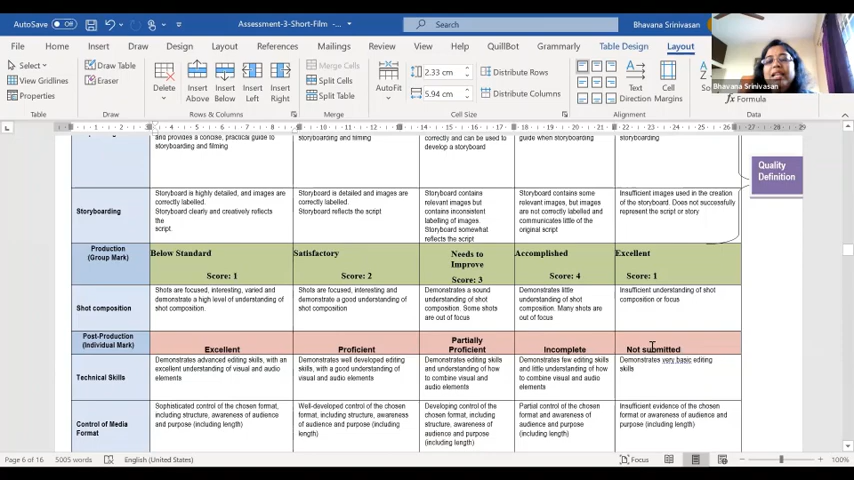 AutoSave Off
Assessment-3-Short-Film - ...
Search
Bhavana Srinivasan
File Home Insert Draw Design Layout References Mailings Review View Help QuillBot Grammarly Table Design Layout
Select
View Gridlines
Properties
Table
Draw Table
Eraser
Draw
Delete
Insert Above
Insert Below
Insert Left
Insert Right
Rows & Columns
Merge Cells
Split Cells
Split Table
Merge
AutoFit
2.33 cm
5.94 cm
Distribute Rows
Distribute Columns
Cell Size
Text Direction
Cell Margins
Alignment
Formula
Data
Bhavana Srinivasan
and provides a concise, practical guide to
storyboarding and filming
storyboarding and filming
correctly and can be used to
develop a storyboard
guide when storyboarding
storyboarding
Quality
Definition
Storyboarding
Storyboard is highly detailed, and images are
correctly labelled.
Storyboard clearly and creatively reflects
the
script.
Storyboard is detailed and images are
correctly labelled.
Storyboard reflect the script
Storyboard contains
relevant images but
contains inconsistent
labelling of images.
Storyboard somewhat
reflects the script
Storyboard contains some
relevant images, but
images are not correctly labelled and
communicates little of the
original script
Insufficient images used in the creation
of the storyboard. Does not successfully
represent the script or story
Production
(Group Mark)
Below Standard
Score: 1
Satisfactory
Score: 2
Needs to
Improve
Score: 3
Accomplished
Score: 4
Excellent
Score: 1
Shot composition
Shots are focused, interesting, varied and
demonstrate a high level of understanding of
shot composition.
Shots are focused, interesting and
demonstrate a good understanding of
shot composition
Demonstrates a sound
understanding of shot
composition. Some shots
are out of focus
Demonstrates little
understanding of shot
composition. Many shots are
out of focus
Insufficient understanding of shot
composition or focus
Post-Production
(Individual Mark)
Excellent
Proficient
Partially
Proficient
Incomplete
Not submitted
Technical Skills
Demonstrates advanced editing skills, with an
excellent understanding of visual and audio
elements
Demonstrates well developed editing
skills, with a good understanding of
visual and audio elements
Demonstrates editing skills
and understanding of how
to combine visual and
audio elements
Demonstrates few editing skills
and little understanding of how
to combine visual and audio
elements
Demonstrates very basic editing
skills
Control of Media
Format
Sophisticated control of the chosen
format, including structure, awareness of audience
and purpose (including length)
Well-developed control of the chosen
format, including structure, awareness
of audience and purpose (including
length)
Developing control of the
chosen format, including
structure, awareness of
audience and purpose
(including length)
Partial control of the chosen
format and awareness of
audience and purpose
(including length)
Insufficient evidence of the chosen
format or awareness of audience and
purpose (including length)
Page 6 of 16
5005 words
English (United States)
Focus
100%